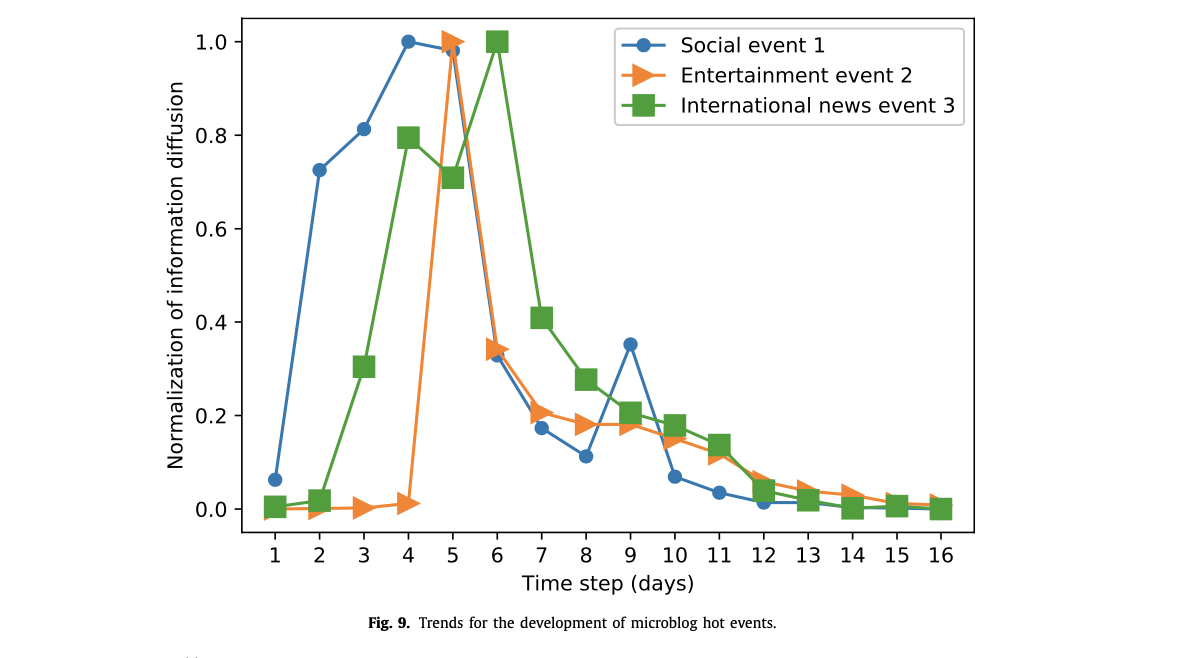 1.0
0.8
0.6
0.4
0.2
0.0
Normalization of information diffusion
Social event 1
Entertainment event 2
International news event 3
1 2 3 4 5 6 7 8 9 10 11 12 13 14 15 16
Time step (days)
Fig. 9. Trends for the development of microblog hot events.